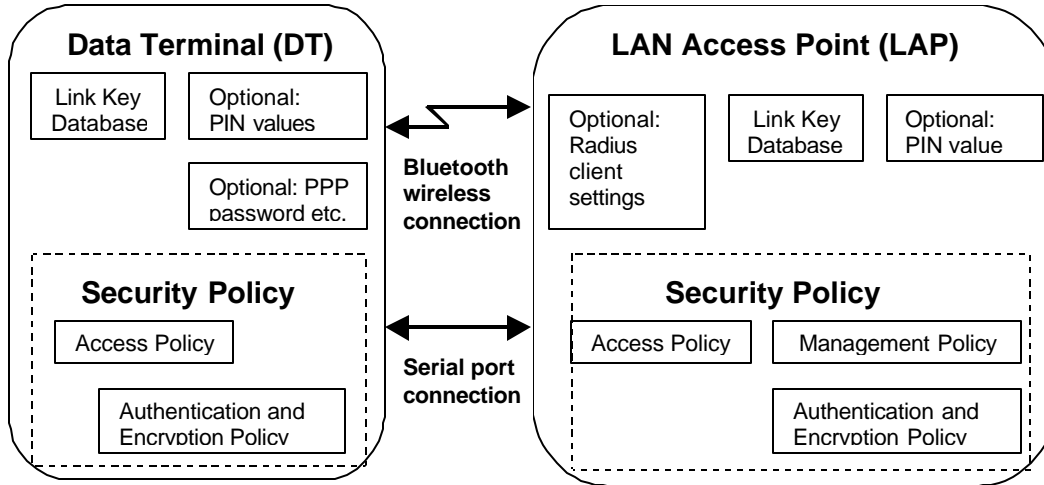 Data Terminal (DT)
Link Key
Database
Optional:
PIN values
Optional: PPP
password etc.
Security Policy
Access Policy
Authentication and
Encryption Policy
Bluetooth
wireless
connection
Serial port
connection
LAN Access Point (LAP)
Optional:
Radius
client
settings
Link Key
Database
Optional:
PIN value
Security Policy
Access Policy
Management Policy
Authentication and
Encryption Policy